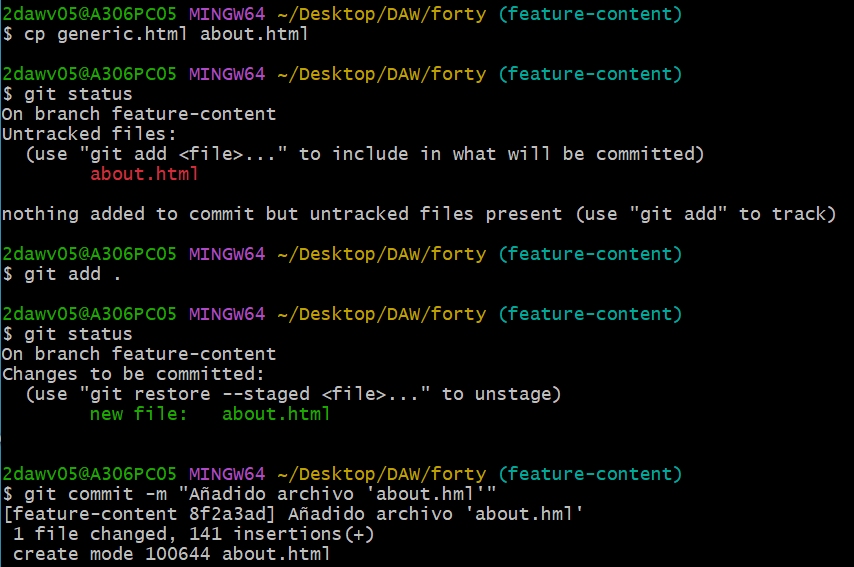 2dawv05@A306PC05 MINGW64 ~/Desktop/DAW/forty (feature-content)
$ cp generic.html about.html

2dawv05@A306PC05 MINGW64 ~/Desktop/DAW/forty (feature-content)
$ git status
On branch feature-content
Untracked files:
  (use "git add <file>..." to include in what will be committed)
        about.html

nothing added to commit but untracked files present (use "git add" to track)

2dawv05@A306PC05 MINGW64 ~/Desktop/DAW/forty (feature-content)
$ git add .

2dawv05@A306PC05 MINGW64 ~/Desktop/DAW/forty (feature-content)
$ git status
On branch feature-content
Changes to be committed:
  (use "git restore --staged <file>..." to unstage)
        new file:   about.html

2dawv05@A306PC05 MINGW64 ~/Desktop/DAW/forty (feature-content)
$ git commit -m "Añadido archivo 'about.hml'"
[feature-content 8f2a3ad] Añadido archivo 'about.hml'
 1 file changed, 141 insertions(+)
 create mode 100644 about.html